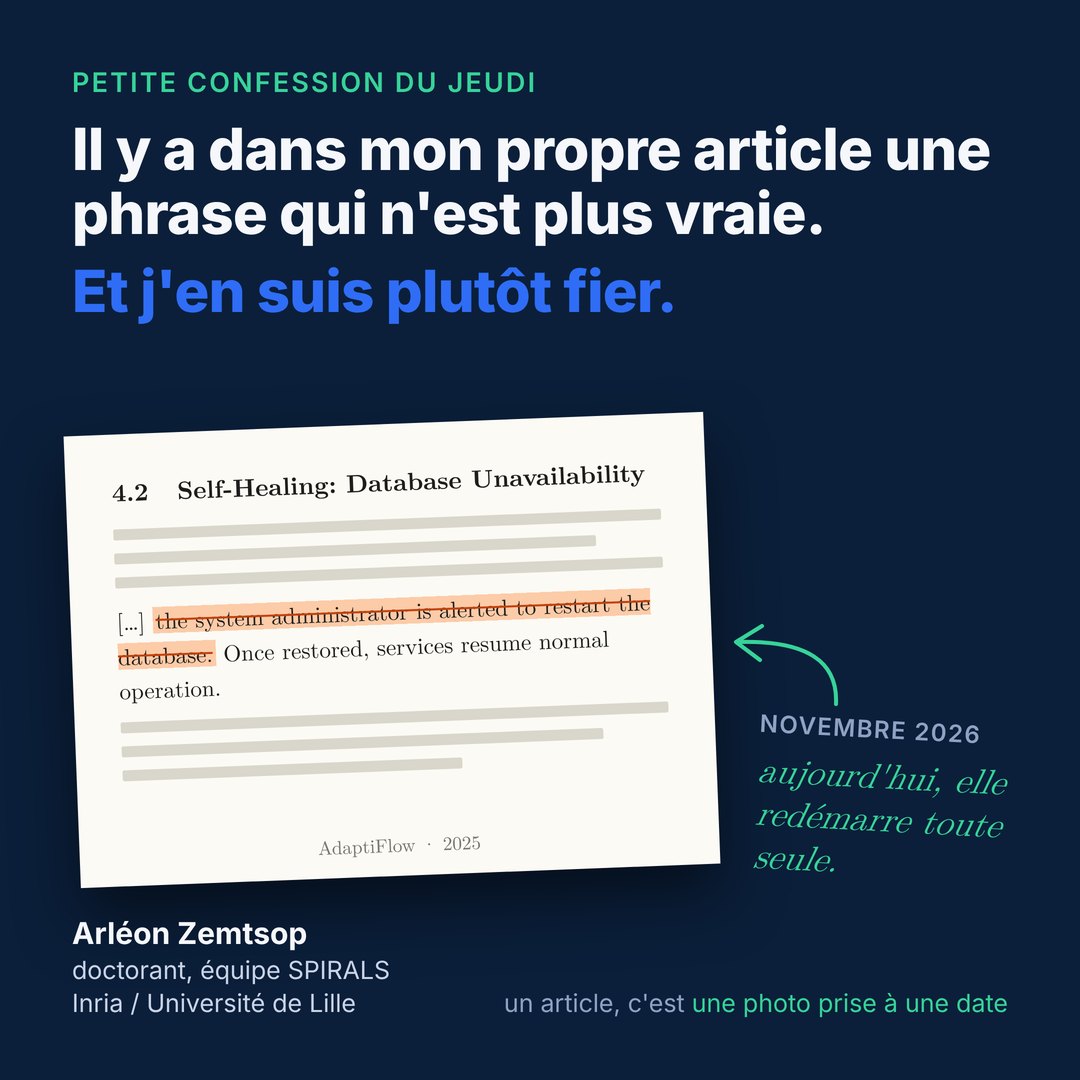 PETITE CONFESSION DU JEUDI
Il y a dans mon propre article une
phrase qui n'est plus vraie.
Et j'en suis plutôt fier.
4.2 Self-Healing: Database Unavailability
[...] the system administrator is alerted to restart the
database. Once restored, services resume normal
operation.
AdaptiFlow · 2025
NOVEMBRE 2026
aujourd'hui, elle
redémarre toute
seule.
Arléon Zemtsop
doctorant, équipe SPIRALS
Inria / Université de Lille
un article, c'est une photo prise à une date